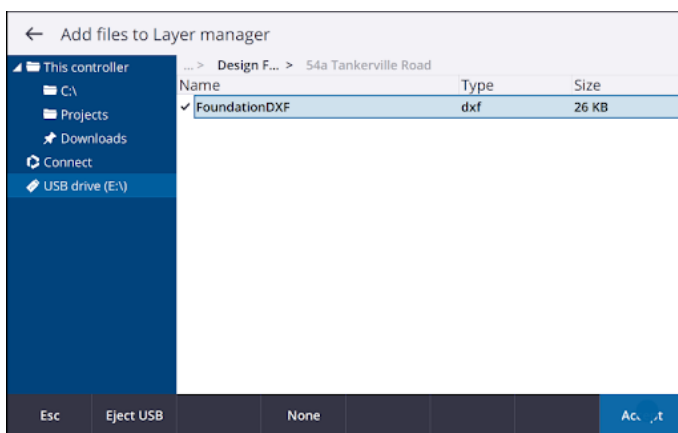 ← Add files to Layer manager
This controller
C:\
Projects
Downloads
Connect
USB drive (E:\)
... > Design F... > 54a Tankerville Road
Name Type Size
✓ FoundationDXF dxf 26 KB
Esc Eject USB None